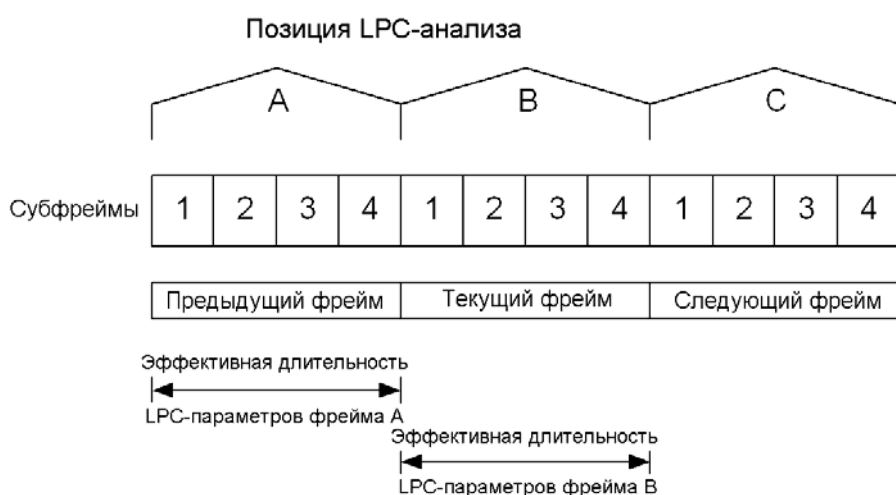 Позиция LPC-анализа
A B C
Субфреймы 1 2 3 4 1 2 3 4 1 2 3 4
Предыдущий фрейм Текущий фрейм Следующий фрейм
Эффективная длительность
LPC-параметров фрейма A
Эффективная длительность
LPC-параметров фрейма B